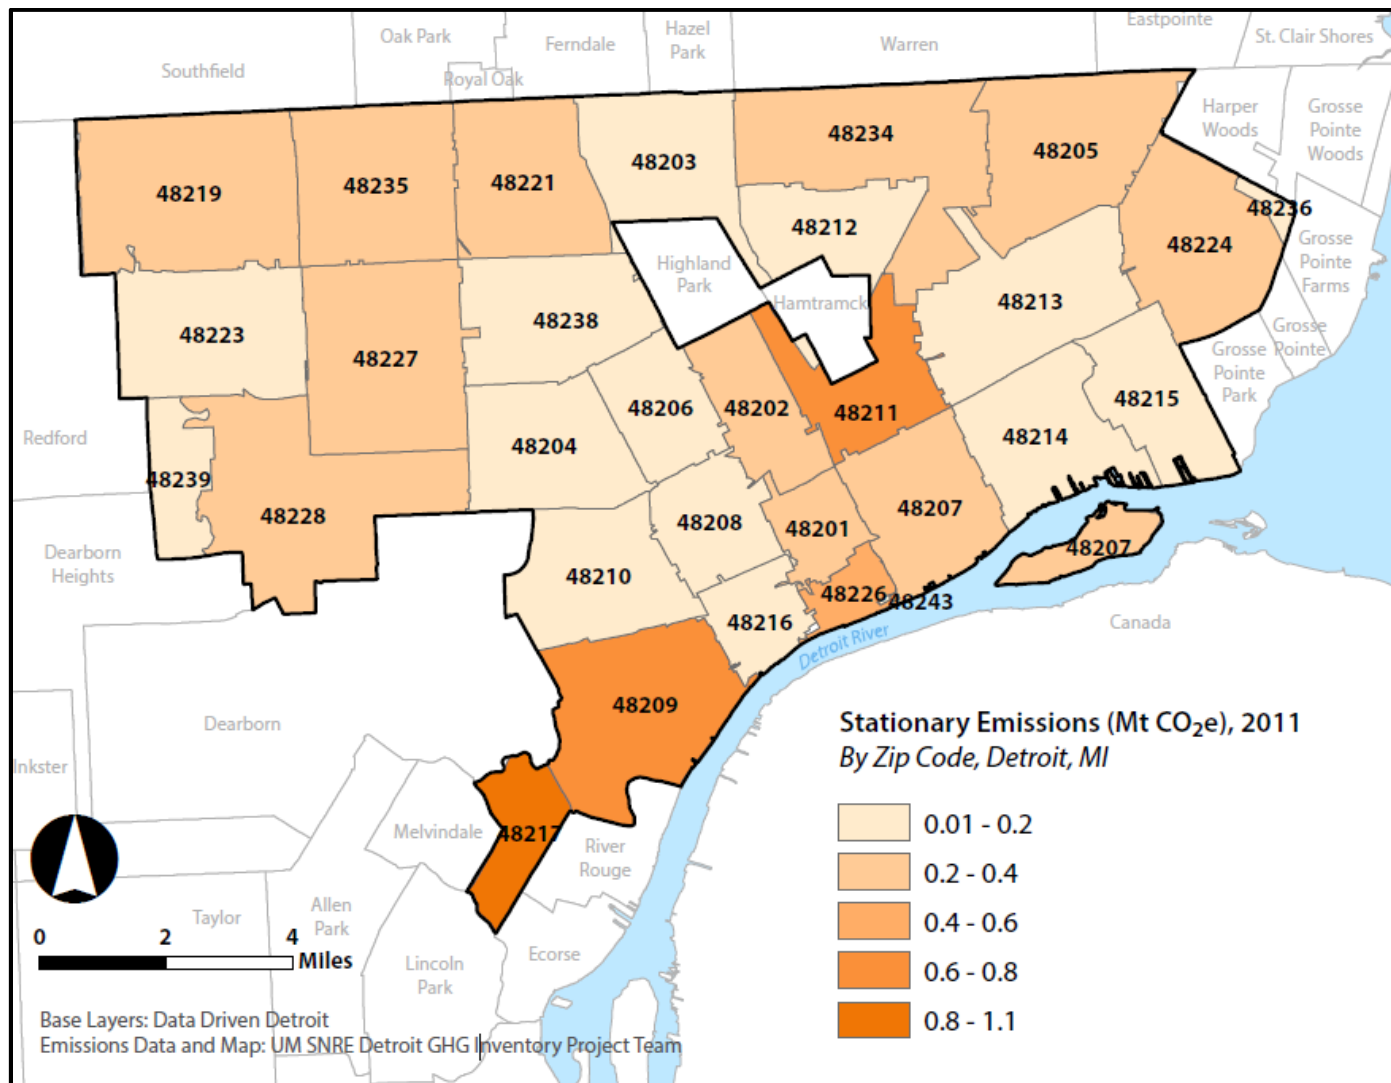 Eastpointe
Oak Park
Ferndale
Hazel
Park
Warren
St. Clair Shores
Southfield
Royal Oak
Harper
Woods
Grosse
Pointe
Woods
48234
48205
48203
48219
48235
48221
48236
48212
48224
Grosse
Pointe
Farms
Highland
Park
Hamtramck
48213
48223
48238
48227
Grosse
Pointe
Grosse
Pointe
Park
48206
48202
48211
48215
Redford
48204
48214
48239
48228
48208
48201
48207
Dearborn
Heights
48207
48210
48226
48243
48216
Detroit River
Canada
48209
Dearborn
Stationary Emissions (Mt CO₂e), 2011
By Zip Code, Detroit, MI
Inkster
0.01 - 0.2
0.2 - 0.4
0.4 - 0.6
0.6 - 0.8
0.8 - 1.1
Melvindale
48217
River
Rouge
Taylor
Allen
Park
Ecorse
Lincoln
Park
0 2 4
Miles
Base Layers: Data Driven Detroit
Emissions Data and Map: UM SNRE Detroit GHG Inventory Project Team